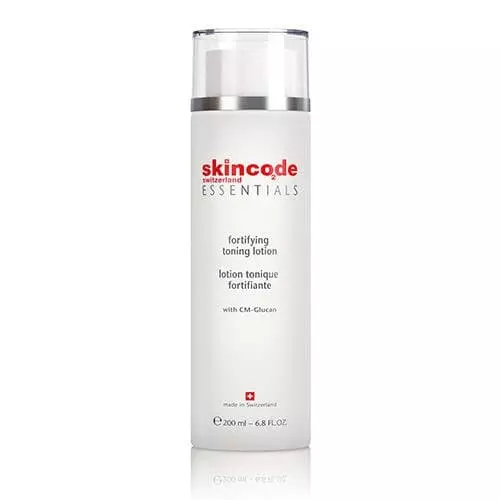 skinco₂de
switzerland
ESSENTIALS
fortifying
toning lotion
lotion tonique
fortifiante
with CM-Glucan
made in Switzerland
℮ 200 ml – 6.8 FL.OZ.